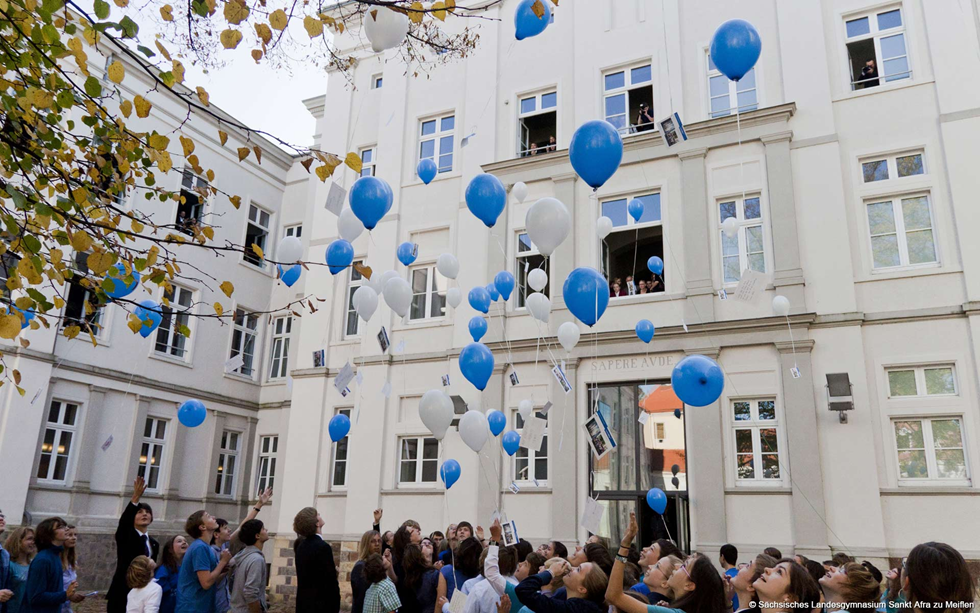 SAPERE AVDE
© Sächsisches Landesgymnasium Sankt Afra zu Meißen